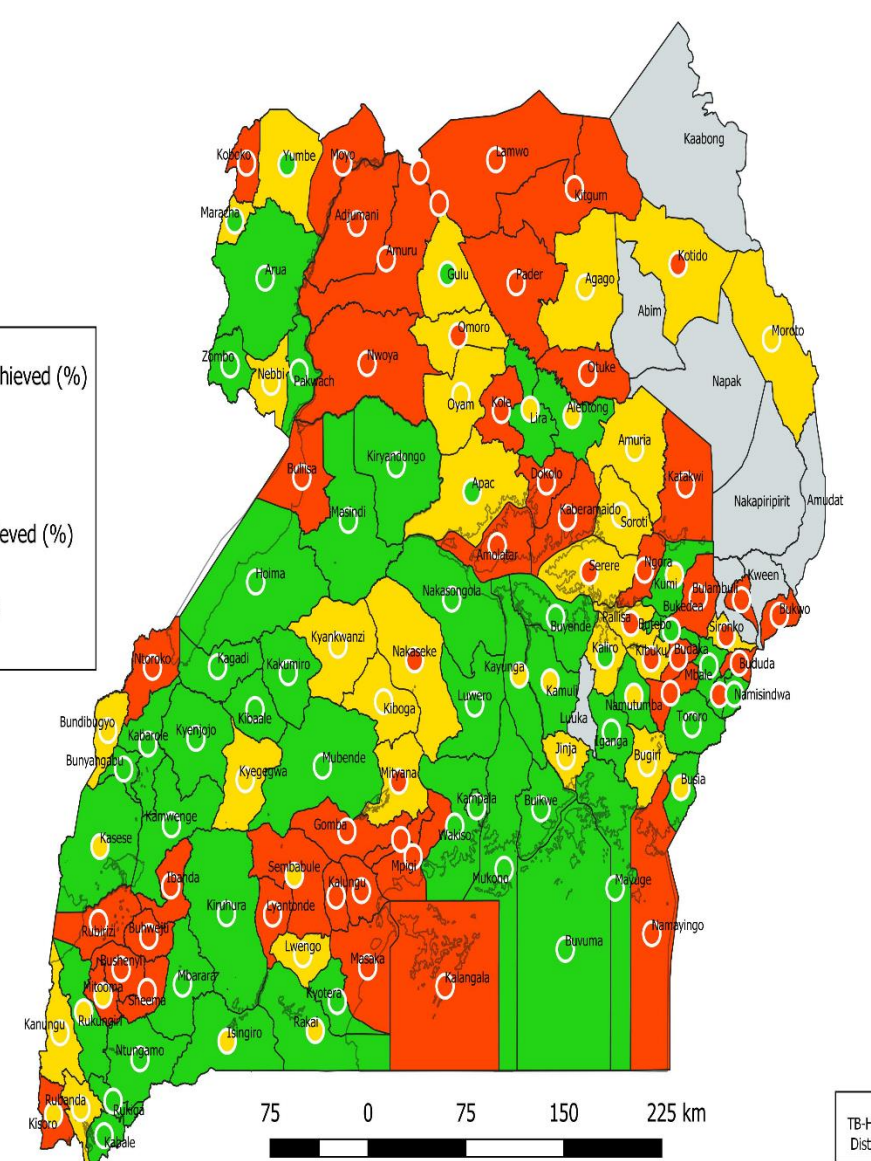 Kaabong
Koboko
Yumbe
Moyo
Lamwo
Kitgum
Maracha
Adjumani
Amuru
Arua
Gulu
Pader
Agago
Kotido
Abim
Moroto
Omoro
hieved (%)
Zombo
Nebbi
Pakwach
Nwoya
Otuke
Napak
Oyam
Kole
Lira
Alebtong
Amuria
Kiryandongo
Buliisa
Apac
Dokolo
Katakwi
Masindi
Kaberamaido
Soroti
Nakapiripirit
Amudat
eved (%)
Amolatar
Serere
Ngora
Kumi
Kween
Hoima
Nakasongola
Bulambuli
Bukedea
Bukwo
Buyende
Pallisa
Butebo
Sironko
Kyankwanzi
Nakaseke
Kaliro
Kibuku
Budaka
Bududa
Ntoroko
Kagadi
Kakumiro
Kayunga
Mbale
Kamuli
Namutumba
Namisindwa
Kiboga
Luwero
Luuka
Tororo
Bundibugyo
Kibaale
Kabarole
Kyenjojo
Iganga
Bunyangabu
Mubende
Jinja
Bugiri
Kyegegwa
Mityana
Busia
Kampala
Buikwe
Kamwenge
Gomba
Wakiso
Kasese
Mpigi
Sembabule
Mukono
Ibanda
Kalungu
Mayuge
Kiruhura
Lyantonde
Rubirizi
Buhweju
Namayingo
Buvuma
Lwengo
Masaka
Bushenyi
Mitooma
Sheema
Mbarara
Kalangala
Kyotera
Rukungiri
Kanungu
Isingiro
Rakai
Ntungamo
Rubanda
Rukiga
Kisoro
Kabale
75 0 75 150 225 km
TB-H
Dist